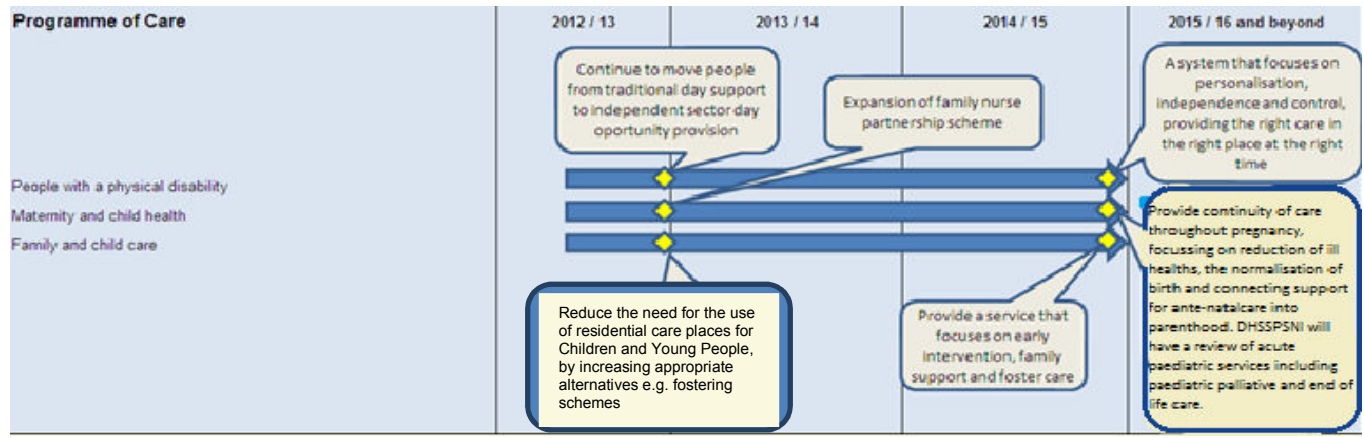 Programme of Care
2012 / 13
2013 / 14
2014 / 15
2015 / 16 and beyond
Continue to move people
from traditional day support
to independent sector day
oportunity provision
Expansion of family nurse
partnership scheme
A system that focuses on
personalisation,
independence and control,
providing the right care in
the right place at the right
time
People with a physical disability
Maternity and child health
Family and child care
Reduce the need for the use
of residential care places for
Children and Young People,
by increasing appropriate
alternatives e.g. fostering
schemes
Provide a service that
focuses on early
intervention, family
support and foster care
Provide continuity of care
throughout pregnancy,
focussing on reduction of ill
healths, the normalisation of
birth and connecting support
for ante-natalcare into
parenthood. DHSSPSNI will
have a review of acute
paediatric services including
paediatric palliative and end of
life care.